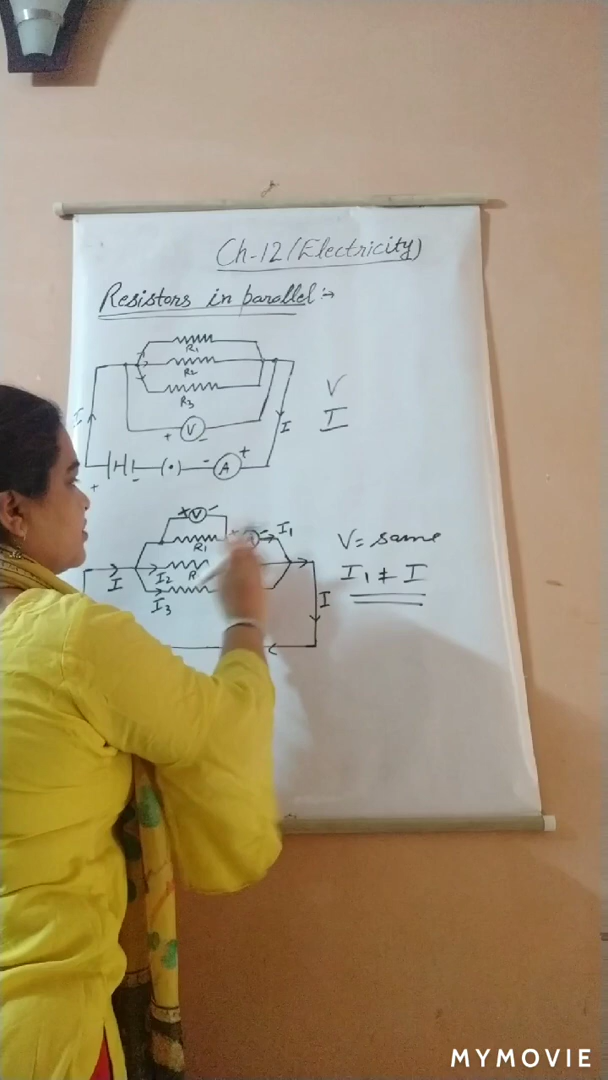 Ch-12 (Electricity)
Resistors in parallel :→
R1
R2
R3
V
I
I
+ V -
I
+ - - A +
+ V -
R1
I1
V = same
I
I2
R
I1 ≠ I
I3
I
MYMOVIE